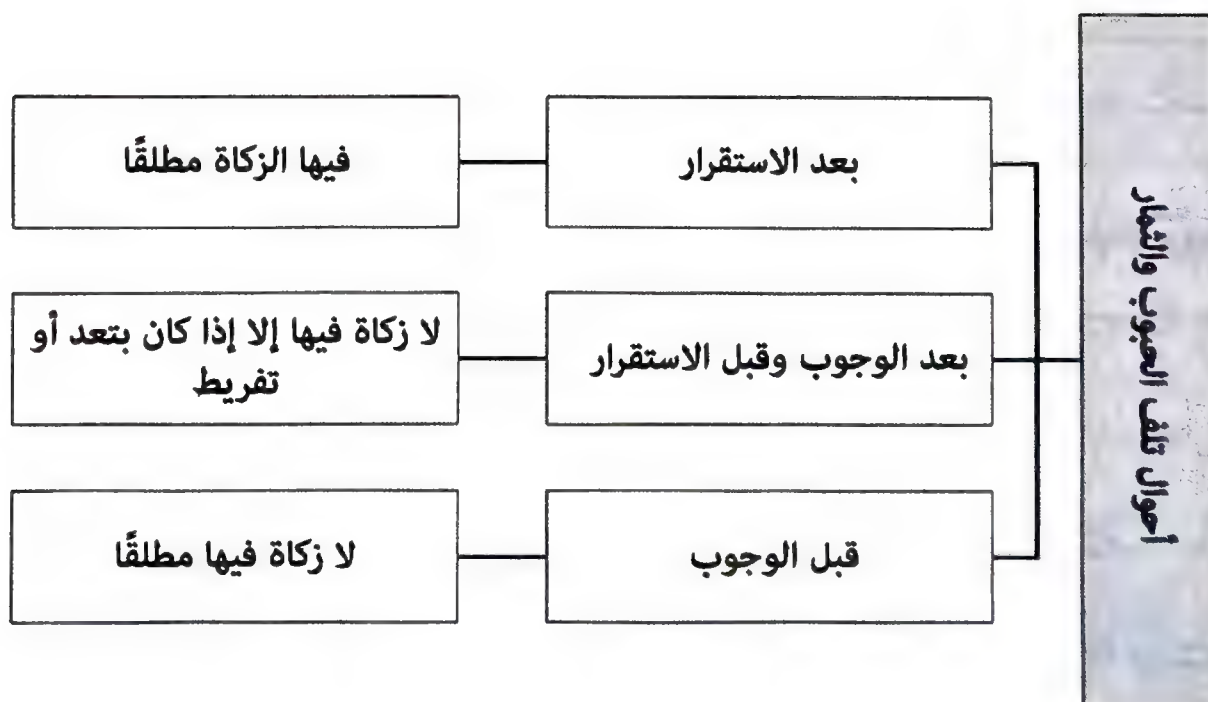 أحوال تلف الحبوب والثمار
بعد الاستقرار
فيها الزكاة مطلقًا
بعد الوجوب وقبل الاستقرار
لا زكاة فيها إلا إذا كان بتعد أو
تفريط
قبل الوجوب
لا زكاة فيها مطلقًا